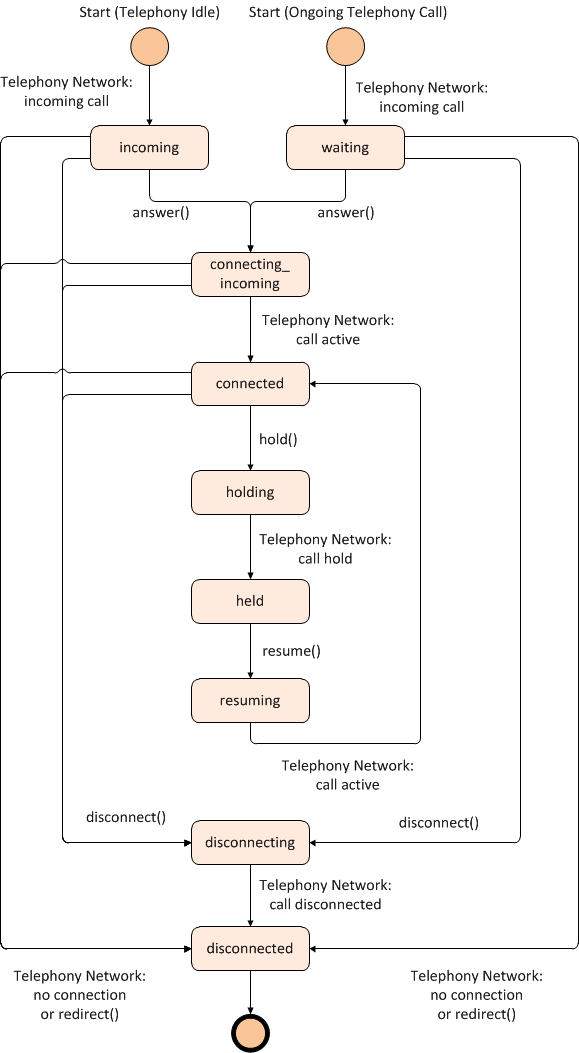 Start (Telephony Idle)
Start (Ongoing Telephony Call)
Telephony Network:
incoming call
Telephony Network:
incoming call
incoming
waiting
answer()
answer()
connecting_
incoming
Telephony Network:
call active
connected
hold()
holding
Telephony Network:
call hold
held
resume()
resuming
Telephony Network:
call active
disconnect()
disconnect()
disconnecting
Telephony Network:
call disconnected
disconnected
Telephony Network:
no connection
or redirect()
Telephony Network:
no connection
or redirect()